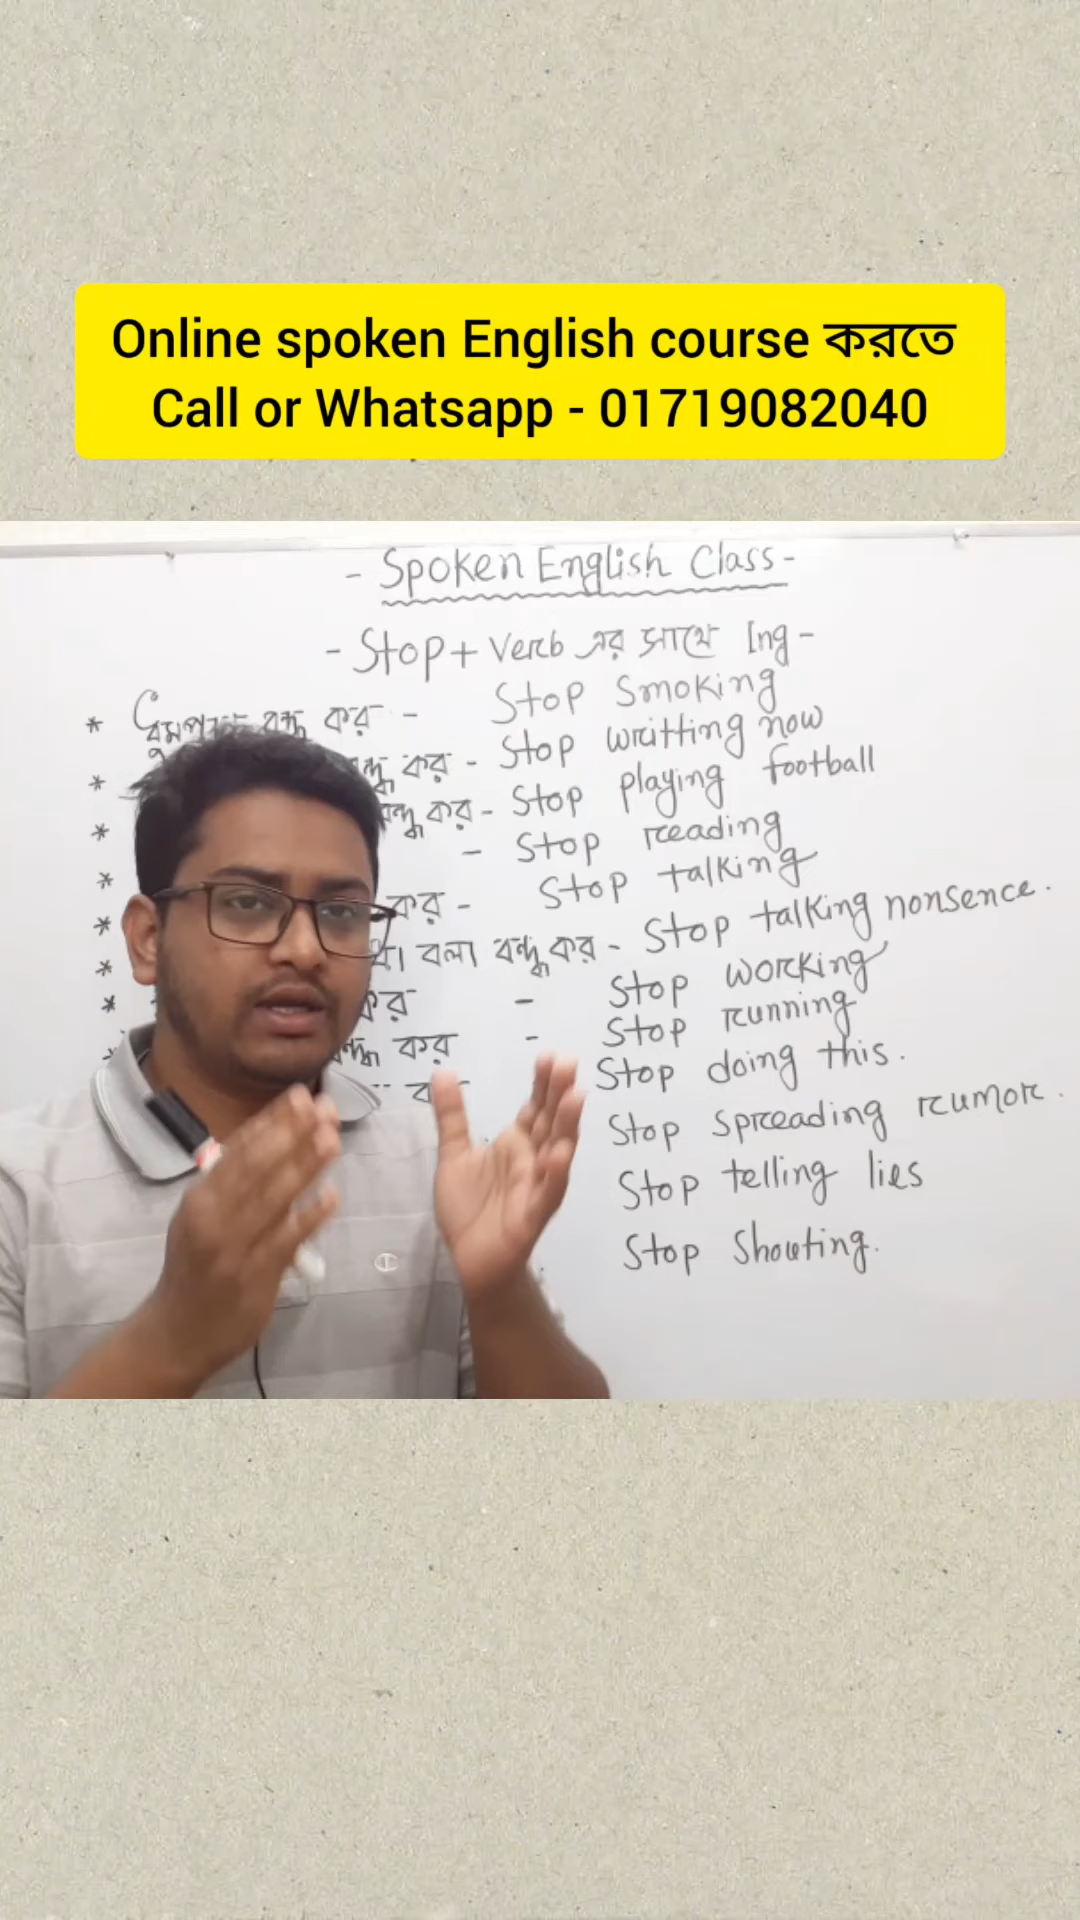 Online spoken English course করতে
Call or Whatsapp - 01719082040
- Spoken English Class -
- Stop + Verb এর সাথে Ing -
* ধুমপান বন্ধ কর - Stop Smoking
* কর - Stop writting now
* বন্ধ কর - Stop playing football
* - Stop reading
* কর - Stop talking
* বলা বন্ধ কর - Stop talking nonsence.
* কর - Stop working
* বন্ধ কর - Stop running
Stop doing this.
Stop spreading rumor.
Stop telling lies
Stop Shouting.